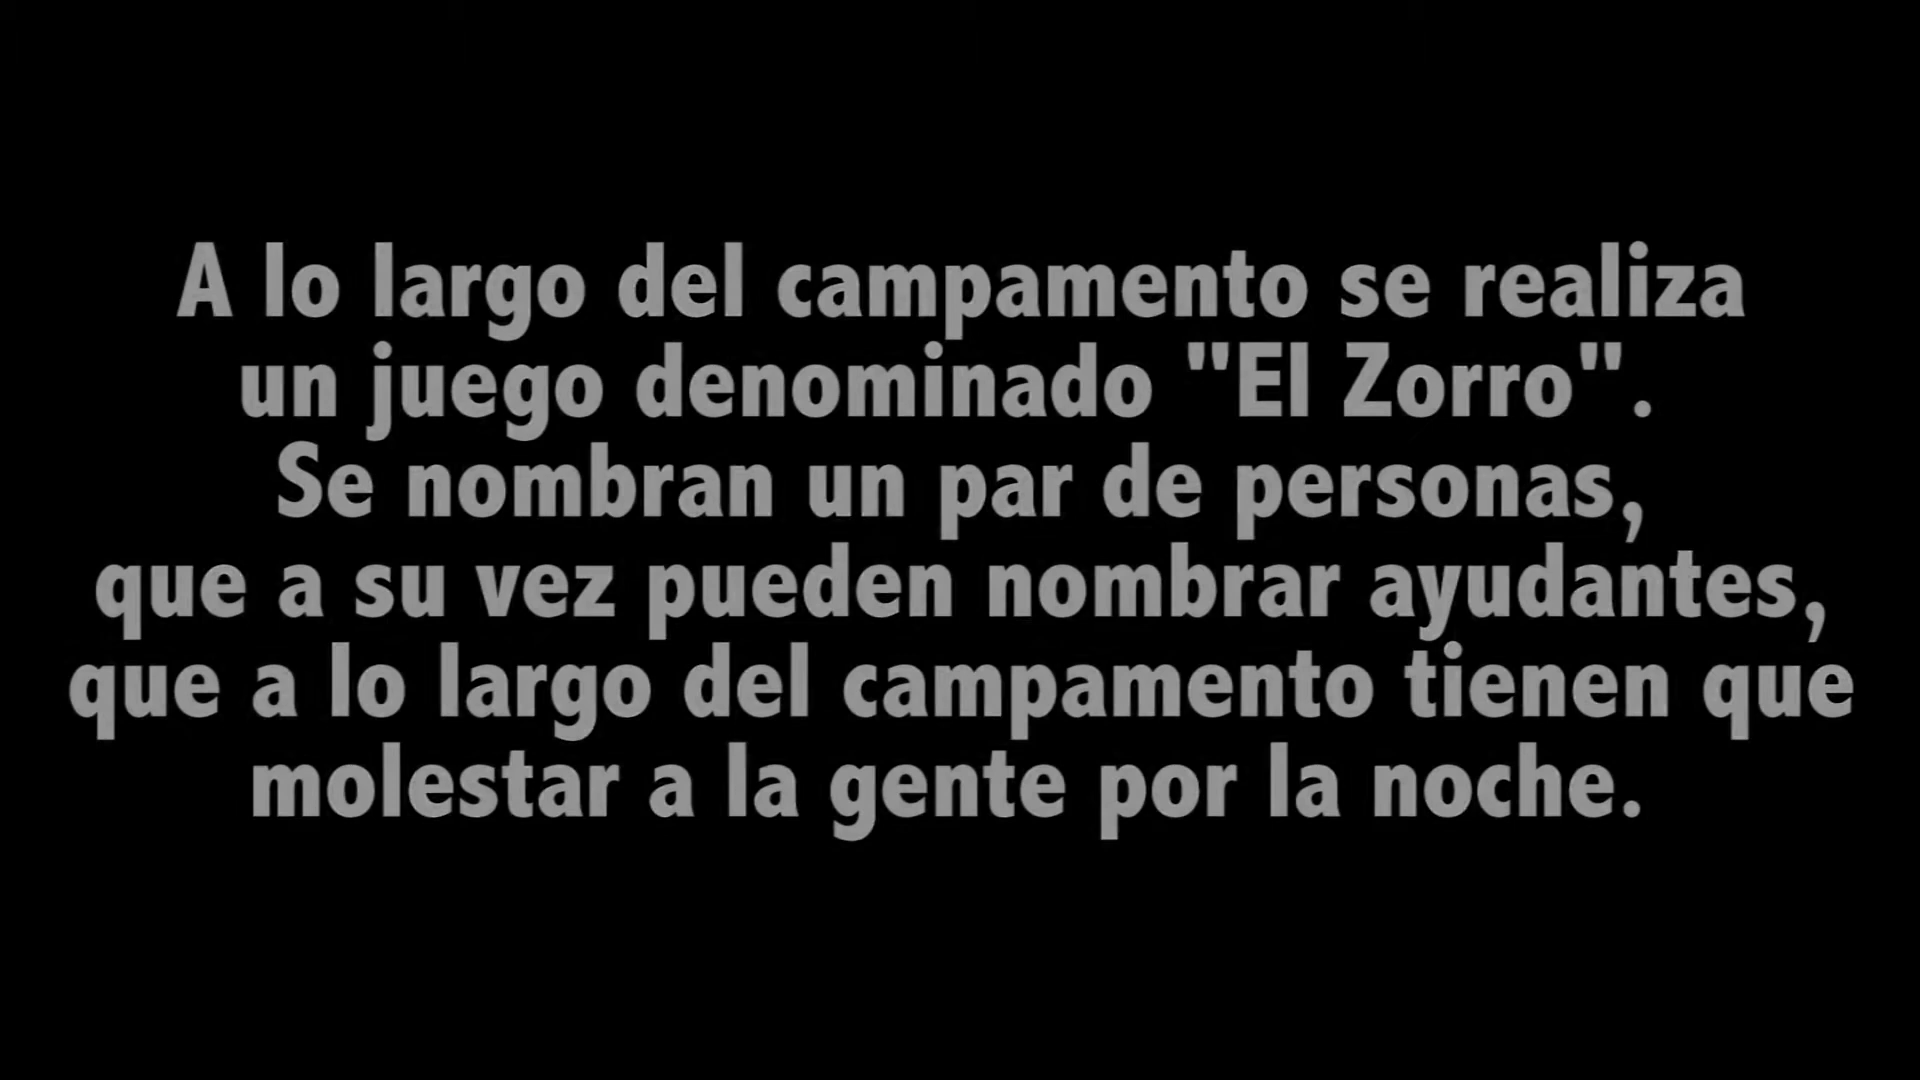 A lo largo del campamento se realiza
un juego denominado "El Zorro".
Se nombran un par de personas,
que a su vez pueden nombrar ayudantes,
que a lo largo del campamento tienen que
molestar a la gente por la noche.